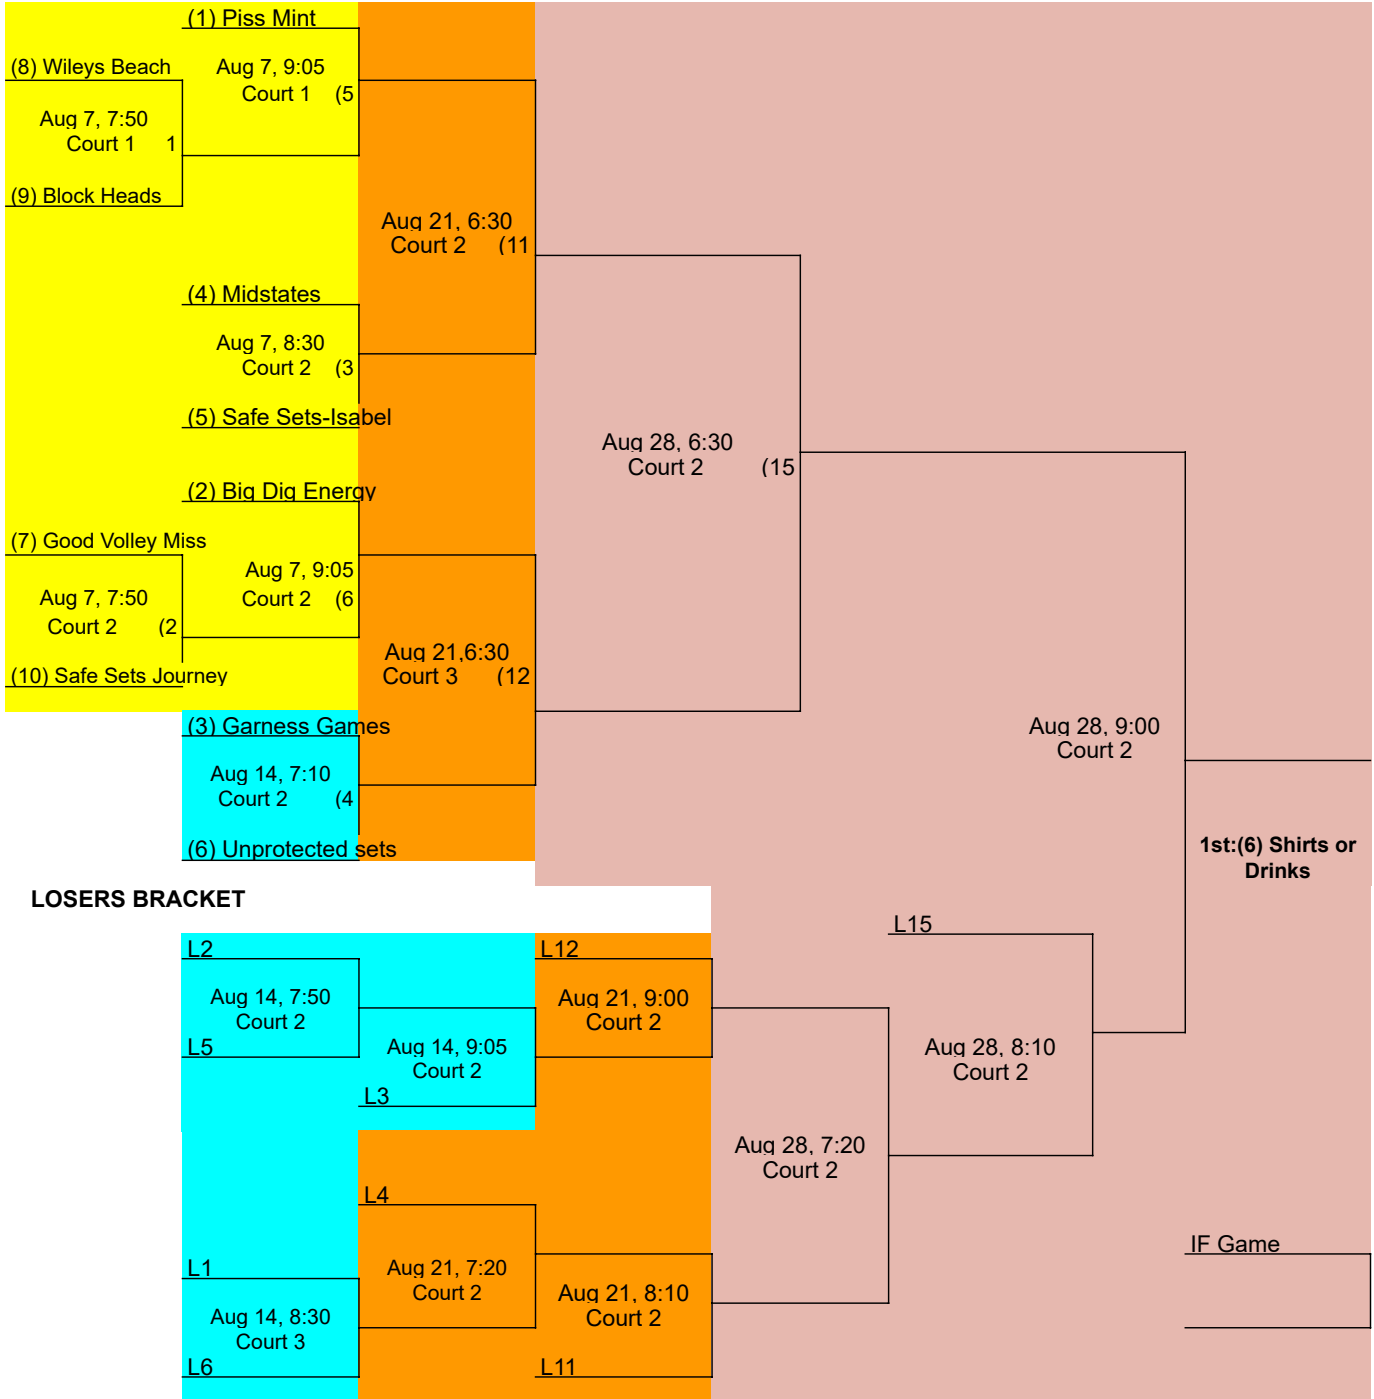 (1) Piss Mint
(8) Wileys Beach
Aug 7, 9:05
Court 1 (5
Aug 7, 7:50
Court 1 1
(9) Block Heads
Aug 21, 6:30
Court 2 (11
(4) Midstates
Aug 7, 8:30
Court 2 (3
(5) Safe Sets-Isabel
Aug 28, 6:30
Court 2 (15
(2) Big Dig Energy
(7) Good Volley Miss
Aug 7, 9:05
Court 2 (6
Aug 7, 7:50
Court 2 (2
(10) Safe Sets Journey
Aug 21,6:30
Court 3 (12
(3) Garness Games
Aug 28, 9:00
Court 2
Aug 14, 7:10
Court 2 (4
(6) Unprotected sets
1st:(6) Shirts or
Drinks
LOSERS BRACKET
L15
L2
L12
Aug 14, 7:50
Court 2
Aug 21, 9:00
Court 2
L5
Aug 14, 9:05
Court 2
Aug 28, 8:10
Court 2
L3
Aug 28, 7:20
Court 2
L4
IF Game
L1
Aug 21, 7:20
Court 2
Aug 21, 8:10
Court 2
Aug 14, 8:30
Court 3
L6
L11